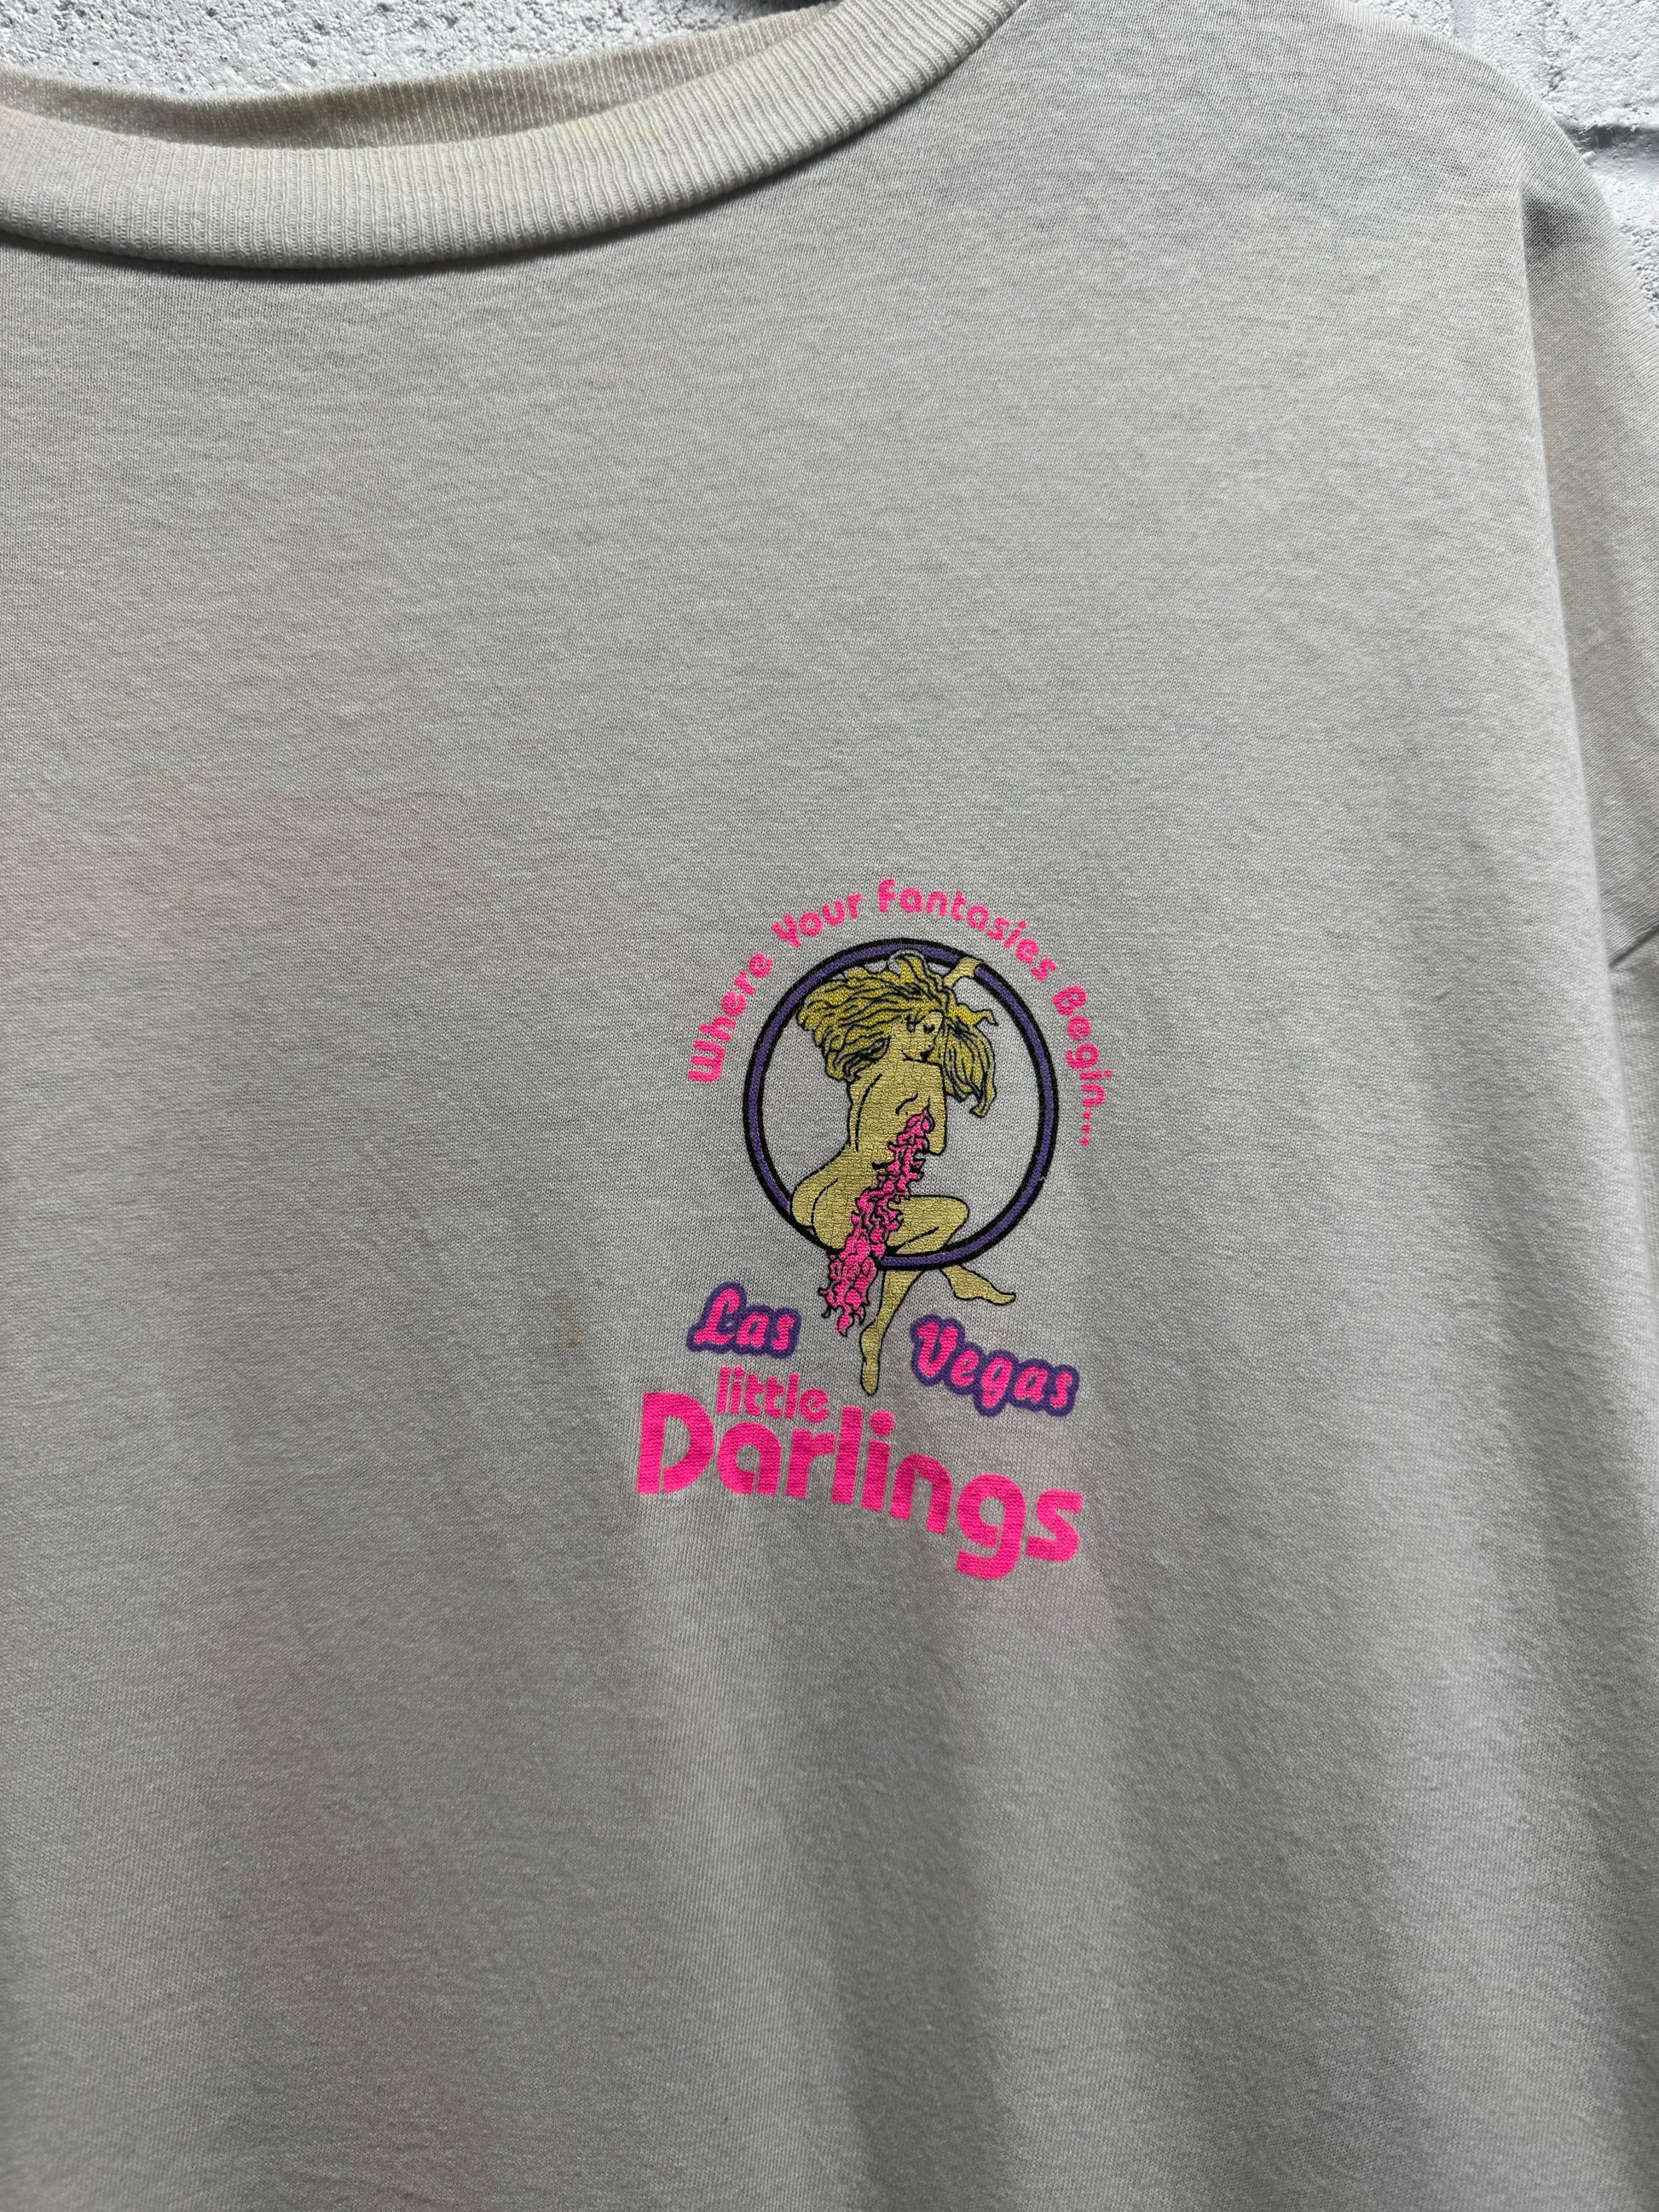 Where Your Fantasies Begin...
Las Vegas
little
Darlings